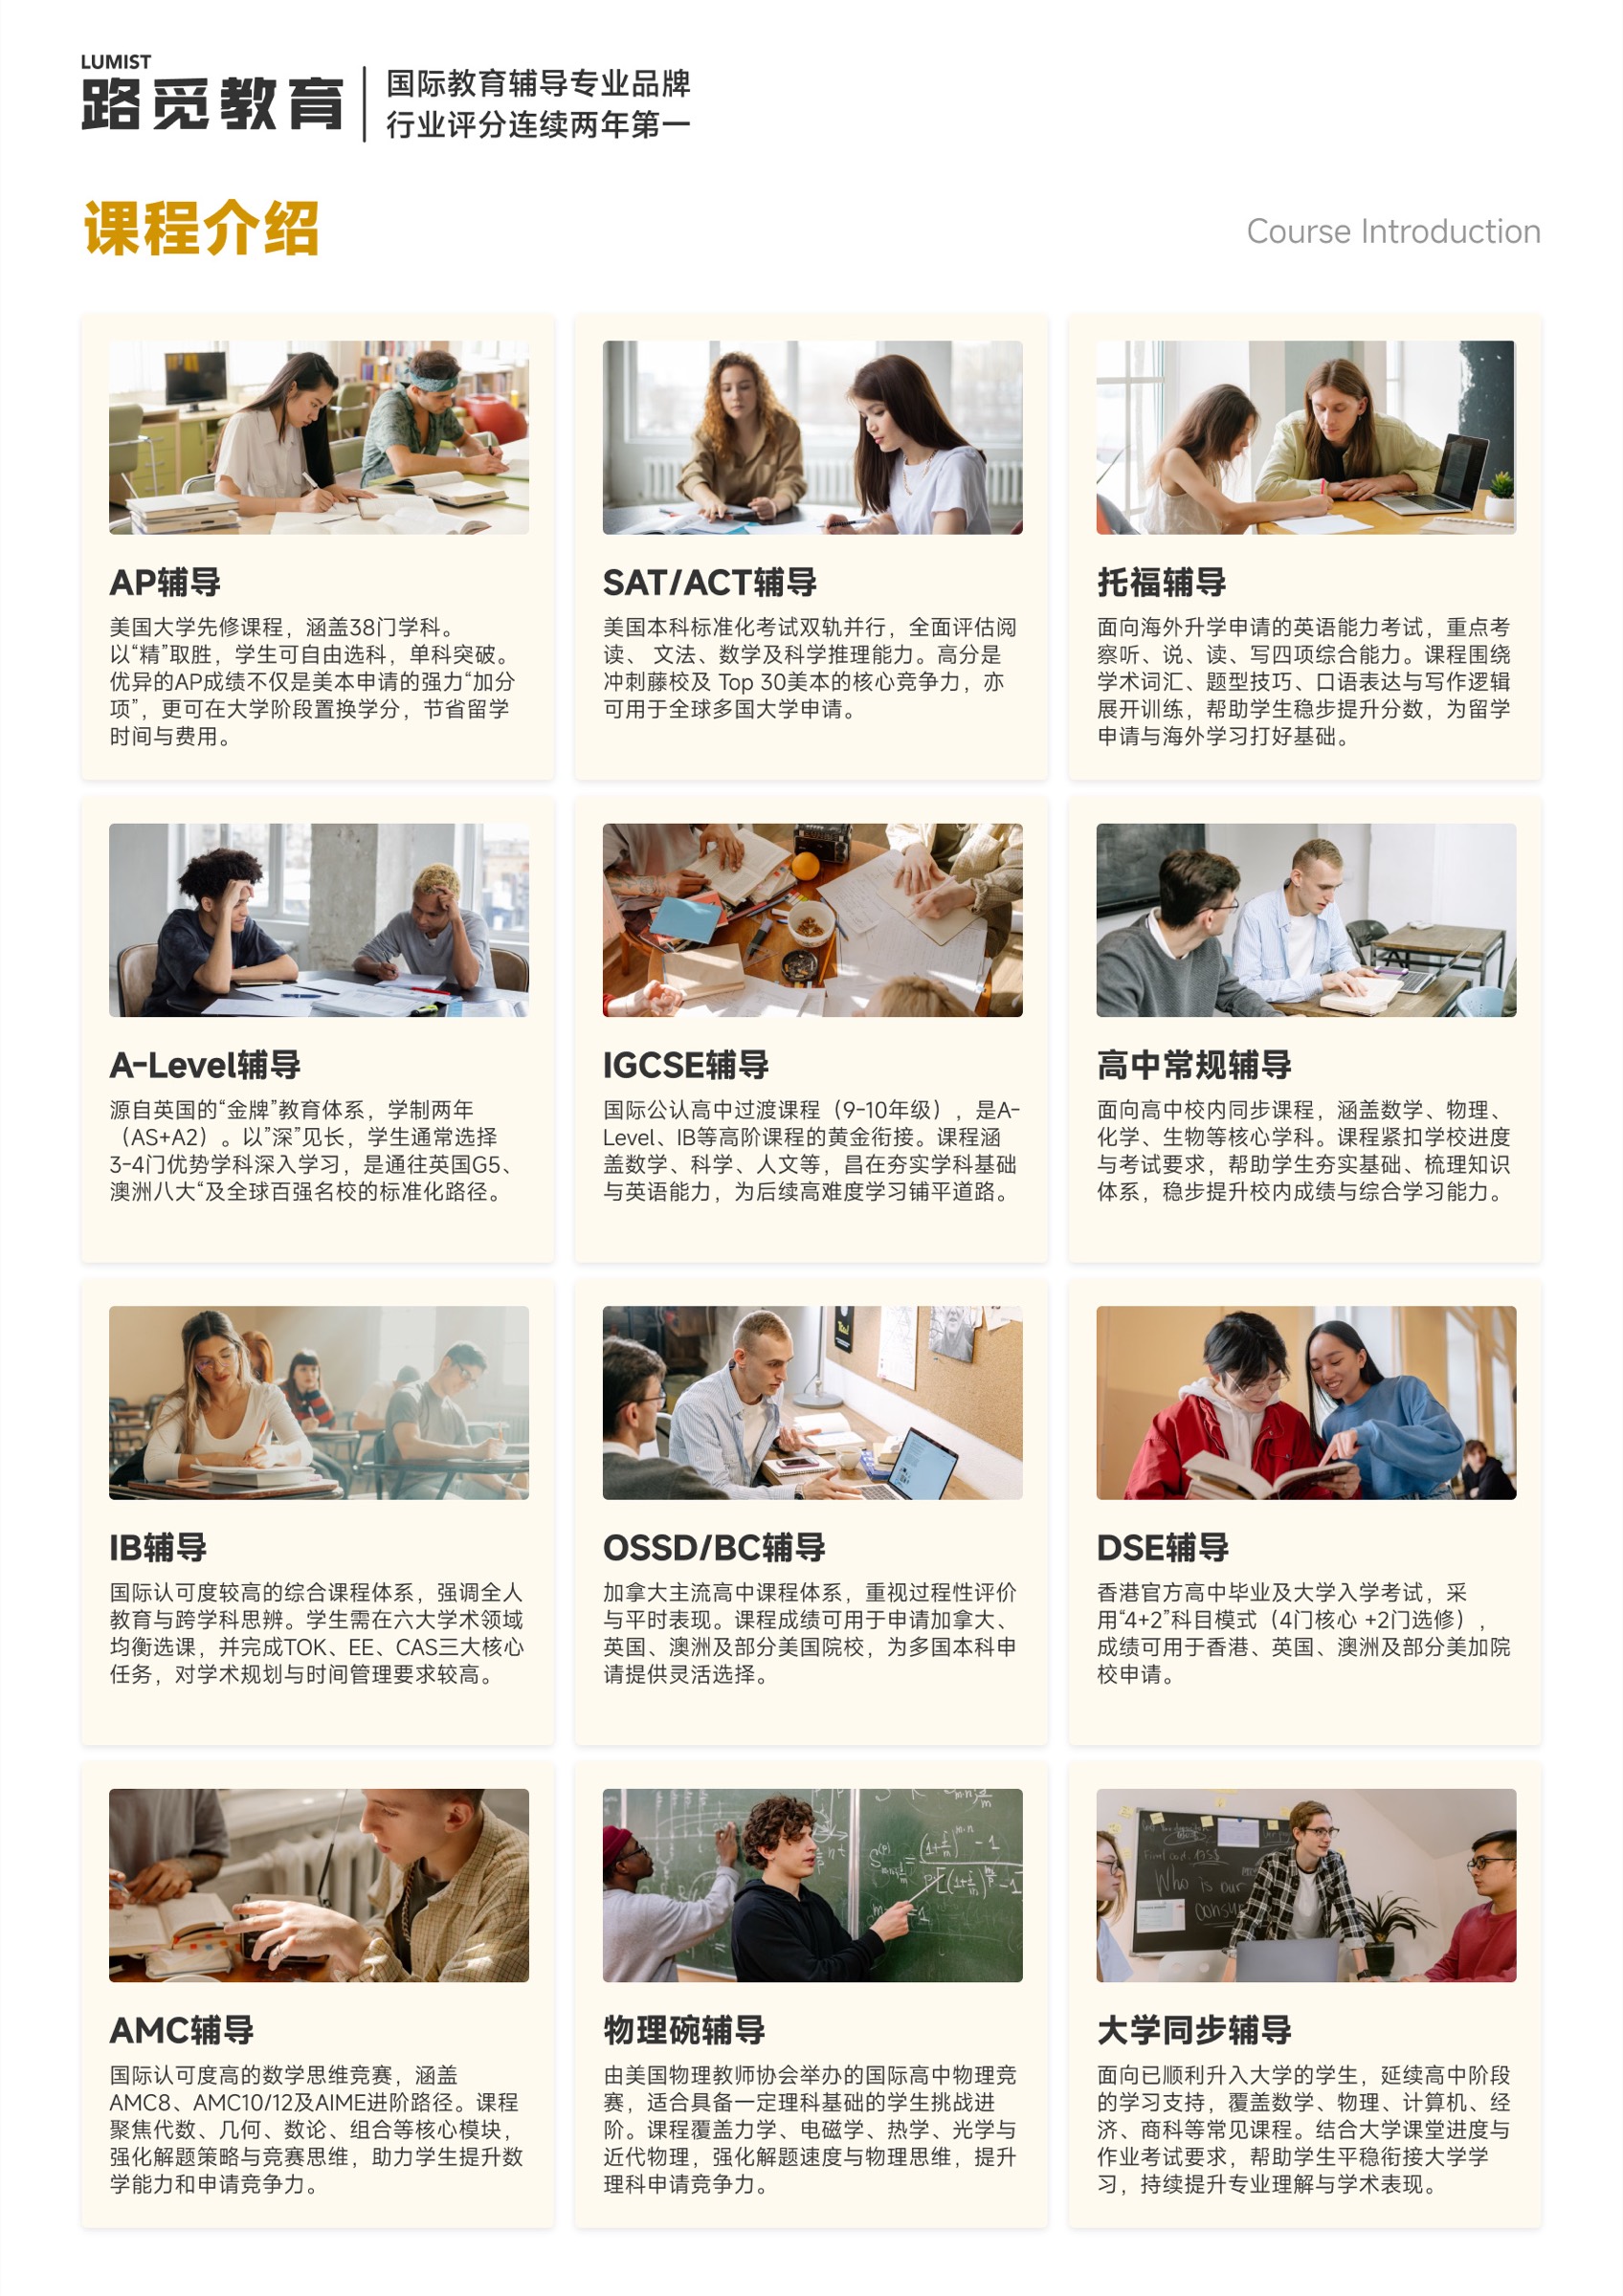 LUMIST
路觅教育
国际教育辅导专业品牌
行业评分连续两年第一
课程介绍
Course Introduction
AP辅导
美国大学先修课程，涵盖38门学科。
以“精”取胜，学生可自由选科，单科突破。
优异的AP成绩不仅是美本申请的强力“加分
项”，更可在大学阶段置换学分，节省留学
时间与费用。
SAT/ACT辅导
美国本科标准化考试双轨并行，全面评估阅
读、 文法、数学及科学推理能力。高分是
冲刺藤校及 Top 30美本的核心竞争力，亦
可用于全球多国大学申请。
托福辅导
面向海外升学申请的英语能力考试，重点考
察听、说、读、写四项综合能力。课程围绕
学术词汇、题型技巧、口语表达与写作逻辑
展开训练，帮助学生稳步提升分数，为留学
申请与海外学习打好基础。
A-Level辅导
源自英国的“金牌”教育体系，学制两年
（AS+A2）。以”深”见长，学生通常选择
3-4门优势学科深入学习，是通往英国G5、
澳洲八大“及全球百强名校的标准化路径。
IGCSE辅导
国际公认高中过渡课程（9-10年级），是A-
Level、IB等高阶课程的黄金衔接。课程涵
盖数学、科学、人文等，昌在夯实学科基础
与英语能力，为后续高难度学习铺平道路。
高中常规辅导
面向高中校内同步课程，涵盖数学、物理、
化学、生物等核心学科。课程紧扣学校进度
与考试要求，帮助学生夯实基础、梳理知识
体系，稳步提升校内成绩与综合学习能力。
IB辅导
国际认可度较高的综合课程体系，强调全人
教育与跨学科思辨。学生需在六大学术领域
均衡选课，并完成TOK、EE、CAS三大核心
任务，对学术规划与时间管理要求较高。
OSSD/BC辅导
加拿大主流高中课程体系，重视过程性评价
与平时表现。课程成绩可用于申请加拿大、
英国、澳洲及部分美国院校，为多国本科申
请提供灵活选择。
DSE辅导
香港官方高中毕业及大学入学考试，采
用“4+2”科目模式（4门核心 +2门选修），
成绩可用于香港、英国、澳洲及部分美加院
校申请。
Who is our
AMC辅导
国际认可度高的数学思维竞赛，涵盖
AMC8、AMC10/12及AIME进阶路径。课程
聚焦代数、几何、数论、组合等核心模块，
强化解题策略与竞赛思维，助力学生提升数
学能力和申请竞争力。
物理碗辅导
由美国物理教师协会举办的国际高中物理竞
赛，适合具备一定理科基础的学生挑战进
阶。课程覆盖力学、电磁学、热学、光学与
近代物理，强化解题速度与物理思维，提升
理科申请竞争力。
大学同步辅导
面向已顺利升入大学的学生，延续高中阶段
的学习支持，覆盖数学、物理、计算机、经
济、商科等常见课程。结合大学课堂进度与
作业考试要求，帮助学生平稳衔接大学学
习，持续提升专业理解与学术表现。